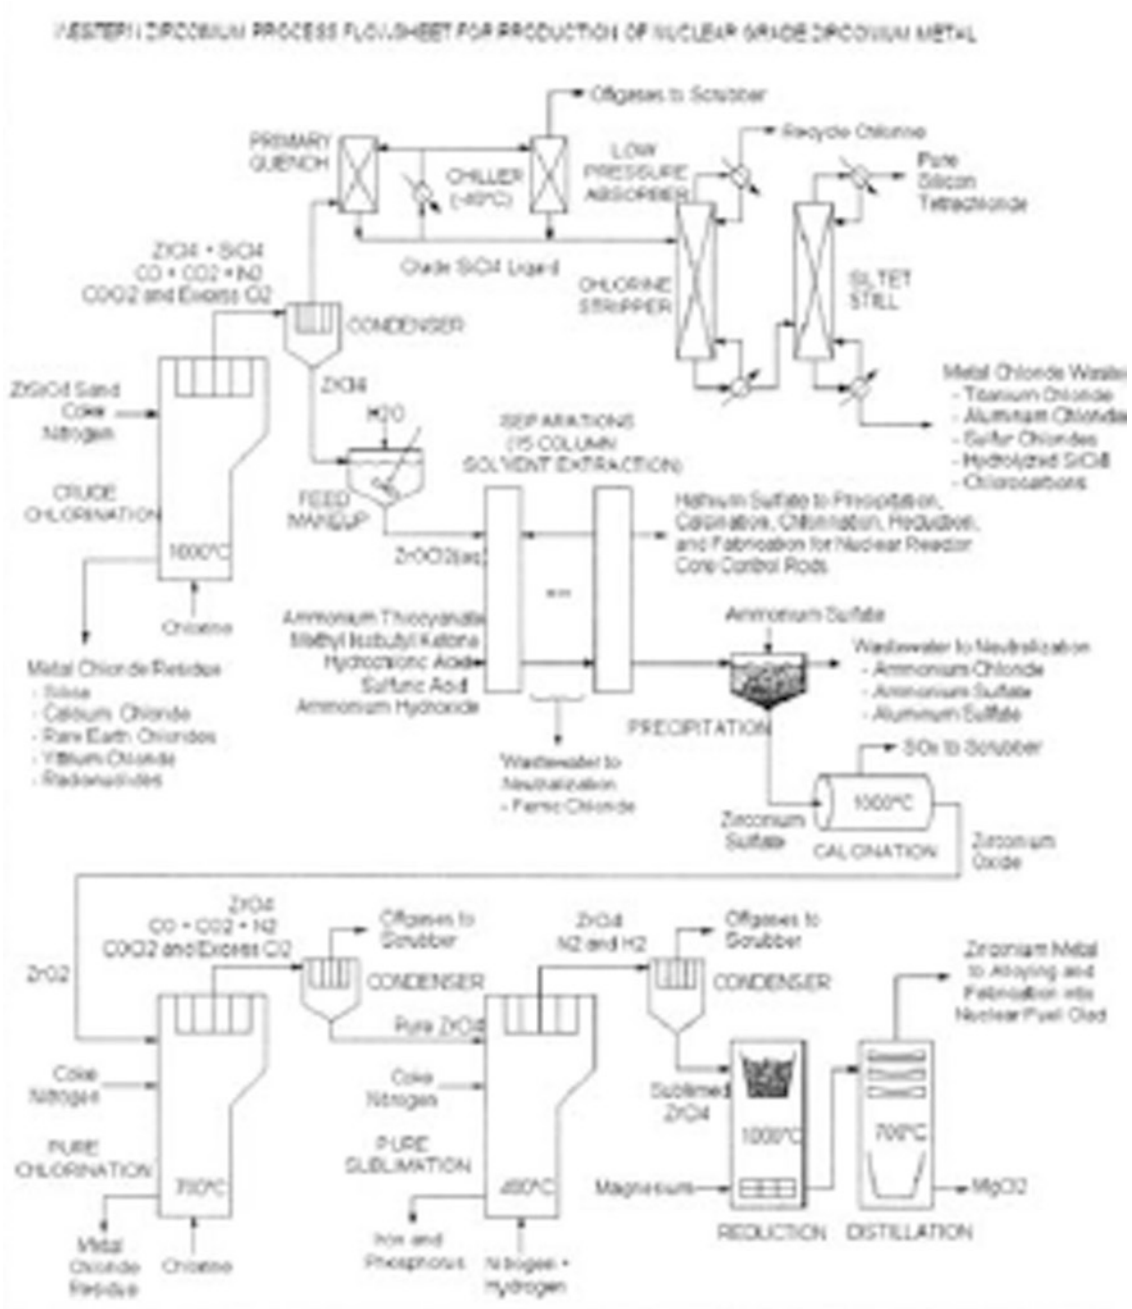 WESTERN ZIRCONIUM PROCESS FLOWSHEET FOR PRODUCTION OF NUCLEAR GRADE ZIRCONIUM METAL
Offgases to Scrubber
PRIMARY
QUENCH
CHILLER
(-40°C)
LOW
PRESSURE
ABSORBER
Recycle Chlorine
Pure
Silicon
Tetrachloride
ZrCl4 + SiCl4
CO + CO2 + N2
COCl2 and Excess Cl2
Crude SiCl4 Liquid
CHLORINE
STRIPPER
SILTET
STILL
CONDENSER
ZrCl4
ZrSiO4 Sand
Coke
Nitrogen
H2O
SEPARATIONS
(15 COLUMN
SOLVENT EXTRACTION)
Metal Chloride Wastes
- Titanium Chloride
- Aluminum Chloride
- Sulfur Chlorides
- Hydrolyzed SiCl4
- Chlorocarbons
CRUDE
CHLORINATION
1000°C
FEED
MAKEUP
ZrOCl2(aq)
Hafnium Sulfate to Precipitation,
Calcination, Chlorination, Reduction,
and Fabrication for Nuclear Reactor
Core Control Rods
Chlorine
Ammonium Thiocyanate
Methyl Isobutyl Ketone
Hydrochloric Acid
Sulfuric Acid
Ammonium Hydroxide
Ammonium Sulfate
Wastewater to Neutralization
- Ammonium Chloride
- Ammonium Sulfate
- Aluminum Sulfate
Metal Chloride Residue
- Silica
- Calcium Chloride
- Rare Earth Chlorides
- Yttrium Chloride
- Radionuclides
PRECIPITATION
Wastewater to
Neutralization
- Ferric Chloride
SOx to Scrubber
1000°C
Zirconium
Sulfate
CALCINATION
Zirconium
Oxide
ZrCl4
CO + CO2 + N2
COCl2 and Excess Cl2
Offgases to
Scrubber
ZrCl4
N2 and H2
Offgases to
Scrubber
Zirconium Metal
to Alloying and
Fabrication into
Nuclear Fuel Clad
ZrO2
CONDENSER
CONDENSER
Pure ZrCl4
Coke
Nitrogen
Coke
Nitrogen
Sublimed
ZrCl4
1000°C
700°C
PURE
CHLORINATION
PURE
SUBLIMATION
700°C
400°C
Magnesium
MgCl2
REDUCTION
DISTILLATION
Metal
Chloride
Residue
Chlorine
Iron and
Phosphorus
Nitrogen +
Hydrogen